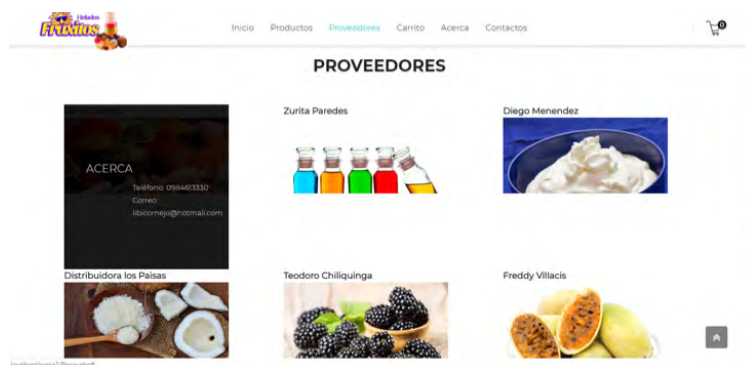 Helados
Fruxitos
Inicio Productos Proveedores Carrito Acerca Contactos
0
PROVEEDORES
ACERCA
Teléfono: 0984613330
Correo:
libicornejo@hotmail.com
Zurita Paredes
Diego Menendez
Distribuidora los Paisas
Teodoro Chiliquinga
Freddy Villacis